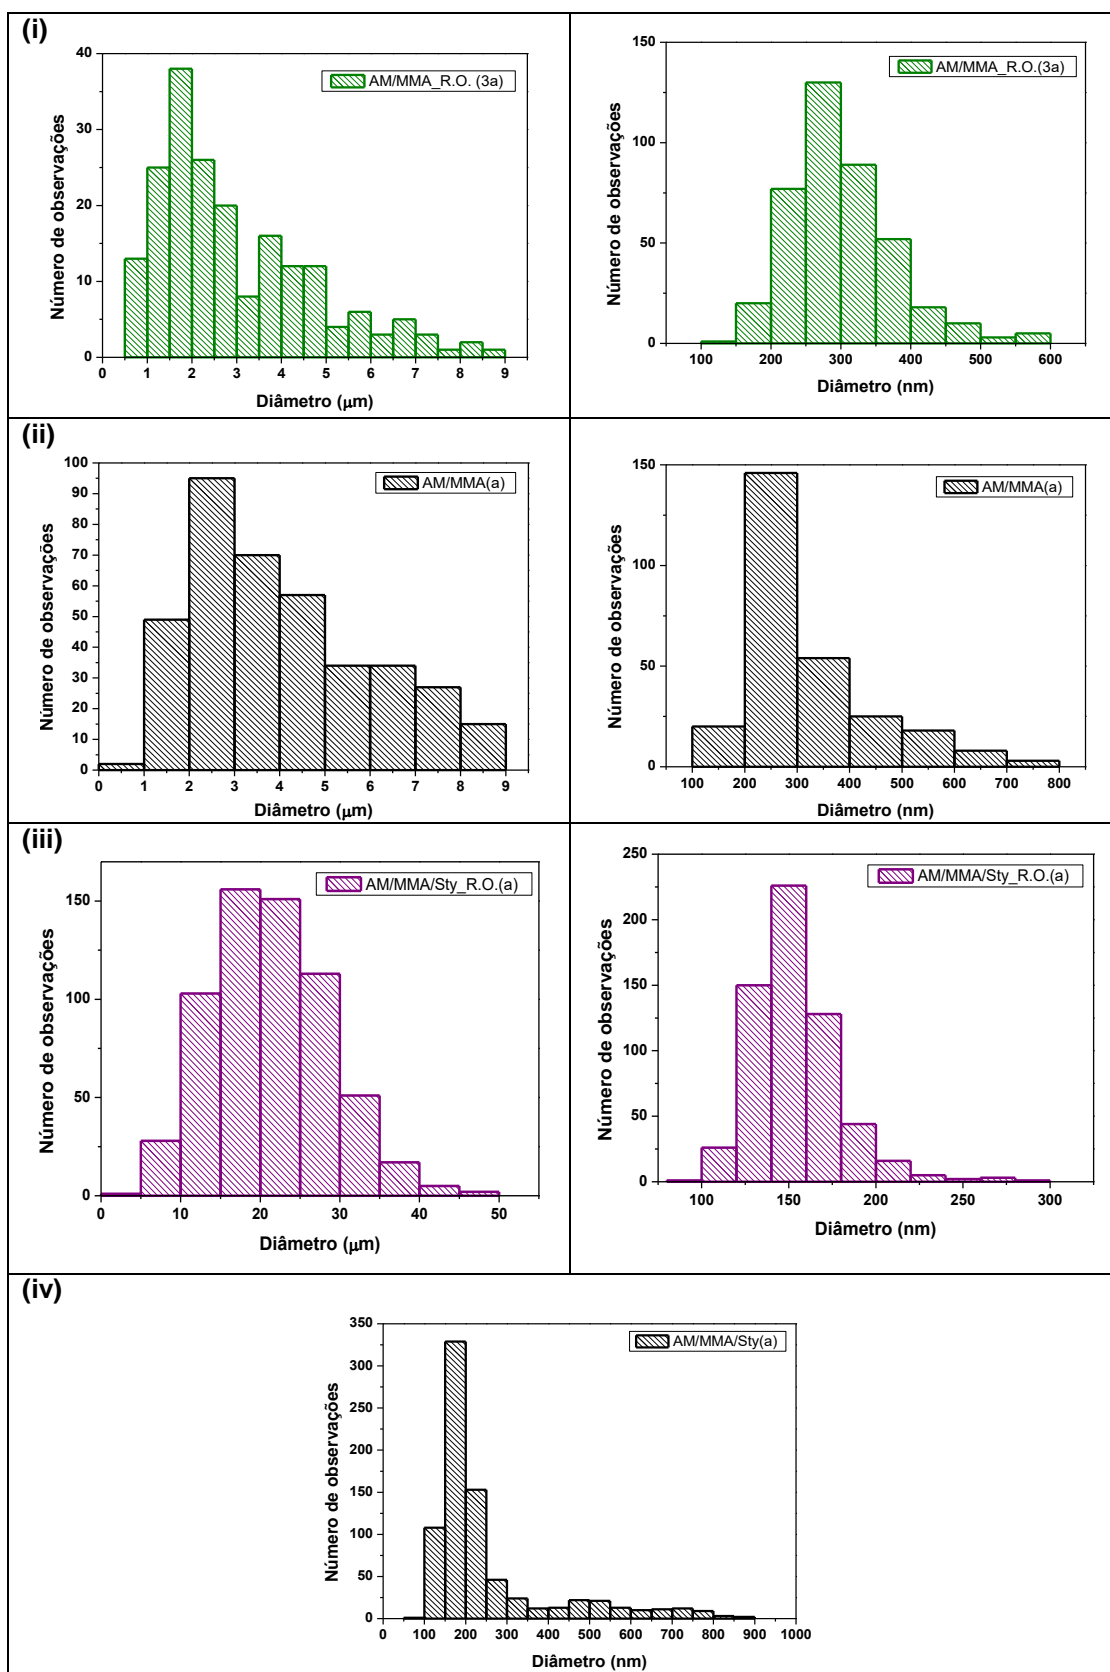 (i)
40
30
20
10
0
Número de observações
AM/MMA_R.O. (3a)
0 1 2 3 4 5 6 7 8 9
Diâmetro (μm)
150
100
50
0
Número de observações
AM/MMA_R.O.(3a)
100 200 300 400 500 600
Diâmetro (nm)
(ii)
100
90
80
70
60
50
40
30
20
10
0
Número de observações
AM/MMA(a)
0 1 2 3 4 5 6 7 8 9
Diâmetro (μm)
150
100
50
0
Número de observações
AM/MMA(a)
100 200 300 400 500 600 700 800
Diâmetro (nm)
(iii)
150
100
50
0
Número de observações
AM/MMA/Sty_R.O.(a)
0 10 20 30 40 50
Diâmetro (μm)
250
200
150
100
50
0
Número de observações
AM/MMA/Sty_R.O.(a)
100 150 200 250 300
Diâmetro (nm)
(iv)
350
300
250
200
150
100
50
0
Número de observações
AM/MMA/Sty(a)
0 100 200 300 400 500 600 700 800 900 1000
Diâmetro (nm)